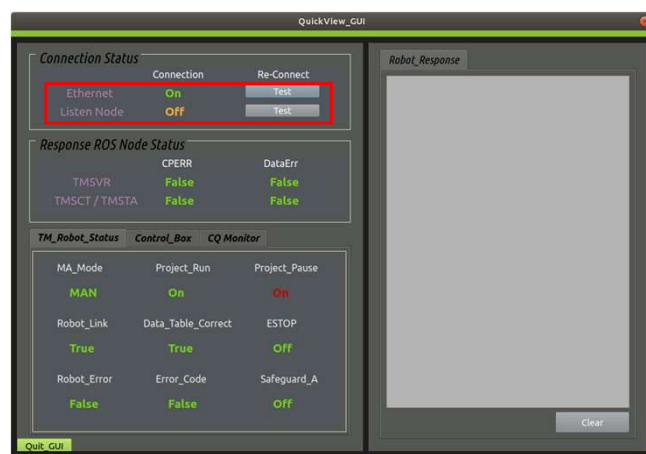 QuickView_GUI
Connection Status
Connection Re-Connect
Ethernet On Test
Listen Node Off Test
Response ROS Node Status
CPERR DataErr
TMSVR False False
TMSCT / TMSTA False False
TM_Robot_Status Control_Box CQ Monitor
MA_Mode Project_Run Project_Pause
MAN On On
Robot_Link Data_Table_Correct ESTOP
True True Off
Robot_Error Error_Code Safeguard_A
False False Off
Quit_GUI
Robot_Response
Clear